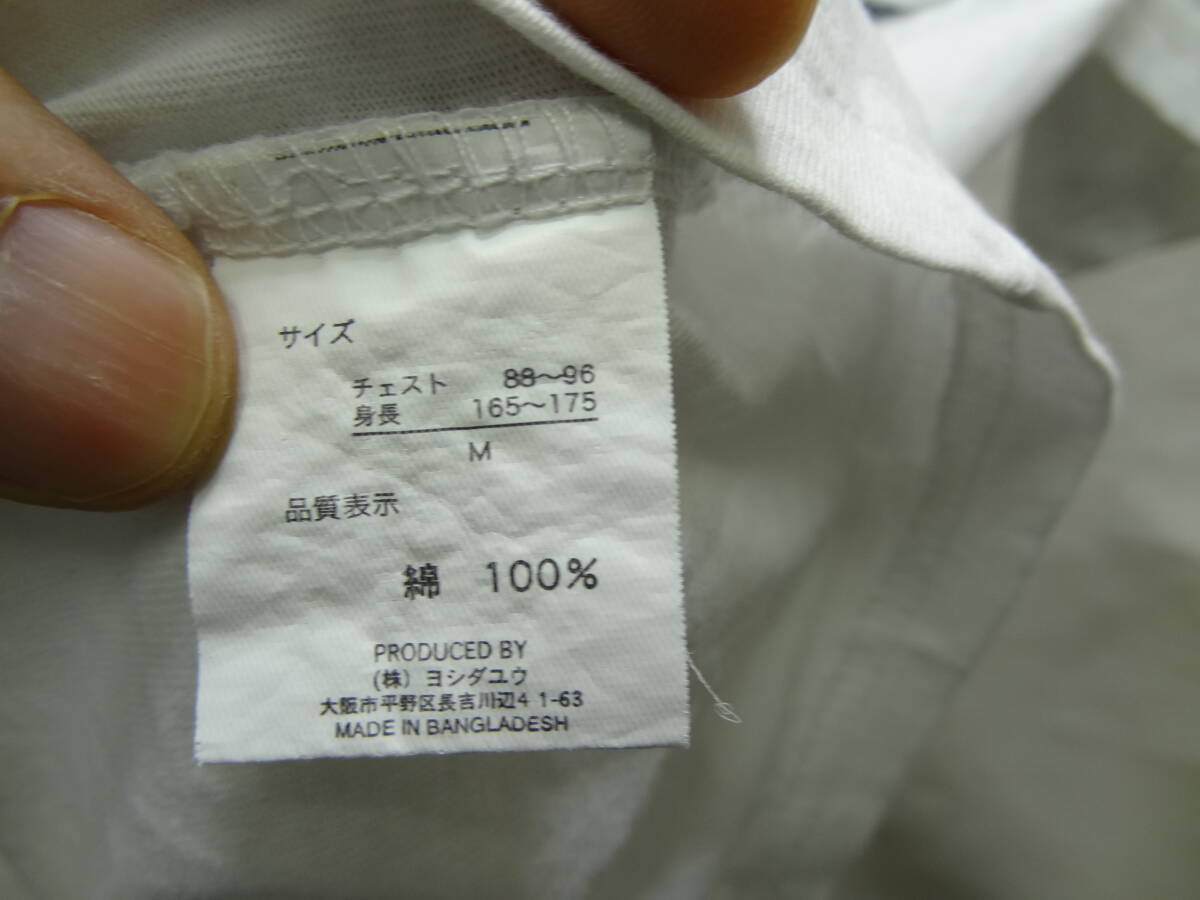 サイズ
チェスト 88〜96
身長 165〜175
M
品質表示
綿 100%
PRODUCED BY
(株) ヨシダユウ
大阪市平野区長吉川辺4 1-63
MADE IN BANGLADESH